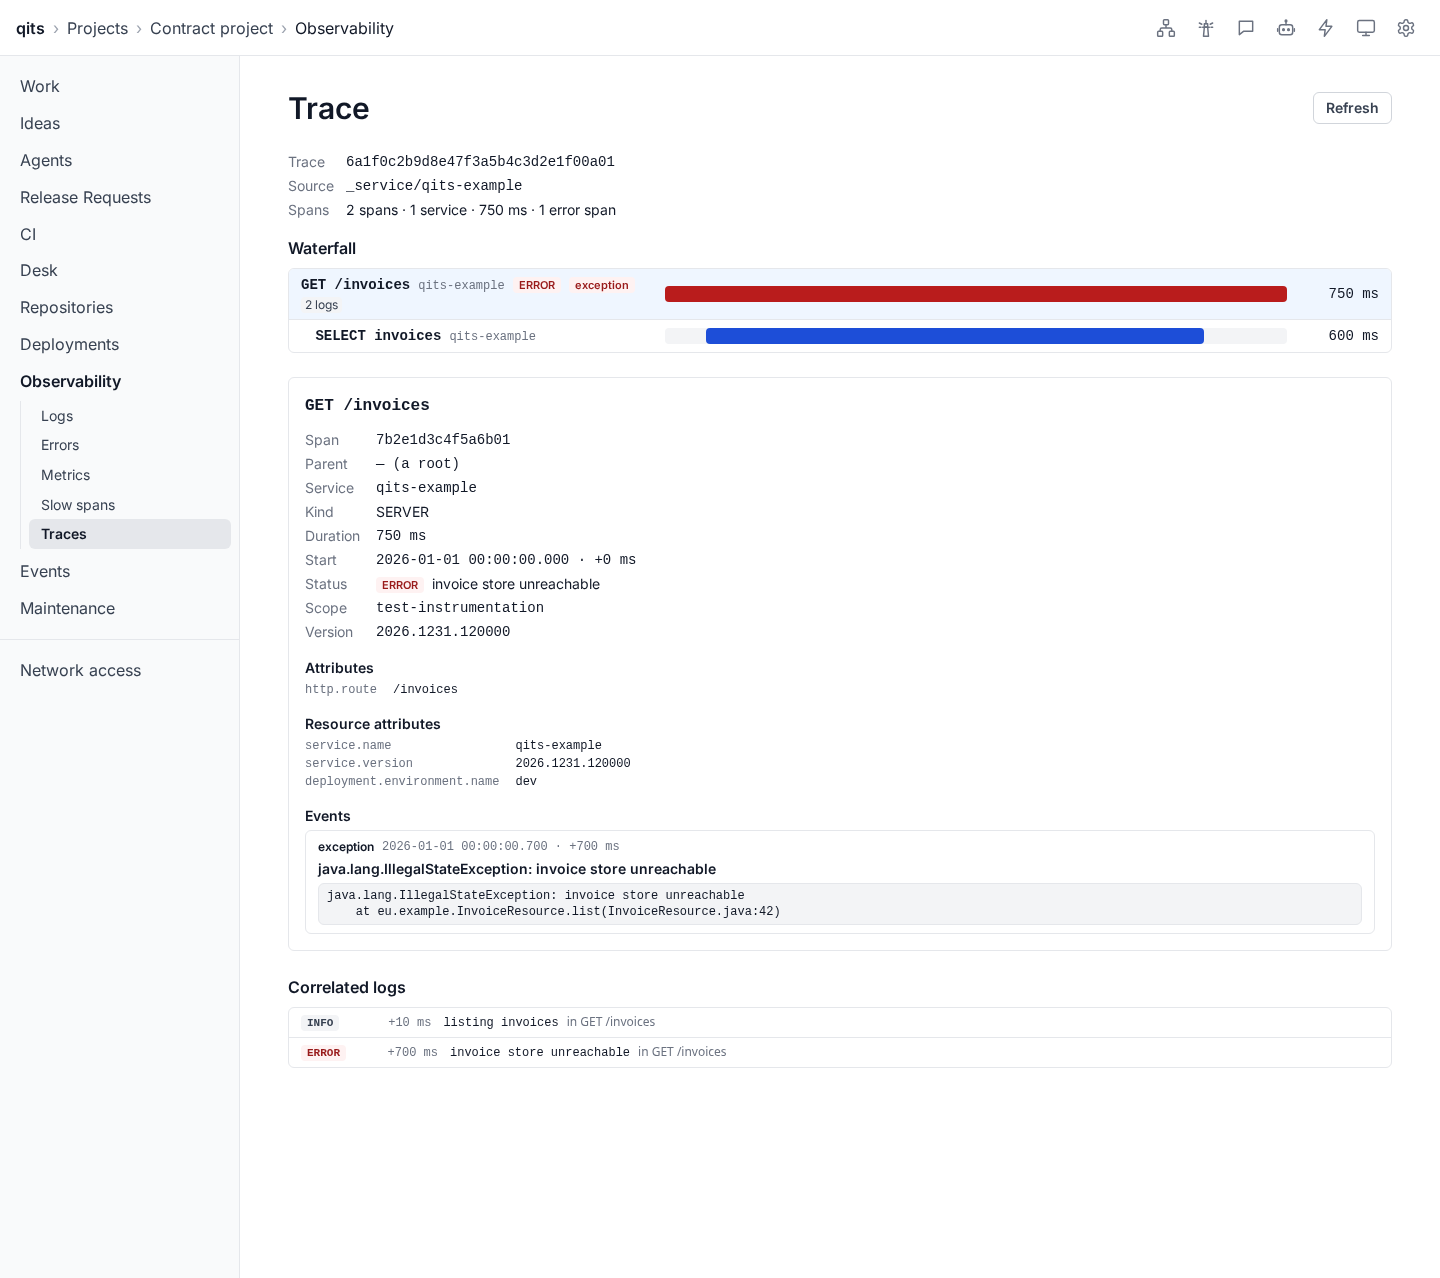 qits › Projects › Contract project › Observability
Work
Ideas
Agents
Release Requests
CI
Desk
Repositories
Deployments
Observability
Logs
Errors
Metrics
Slow spans
Traces
Events
Maintenance
Network access
Trace
Refresh
Trace 6a1f0c2b9d8e47f3a5b4c3d2e1f00a01
Source _service/qits-example
Spans 2 spans · 1 service · 750 ms · 1 error span
Waterfall
GET /invoices qits-example ERROR exception
2 logs
750 ms
SELECT invoices qits-example 600 ms
GET /invoices
Span 7b2e1d3c4f5a6b01
Parent — (a root)
Service qits-example
Kind SERVER
Duration 750 ms
Start 2026-01-01 00:00:00.000 · +0 ms
Status ERROR invoice store unreachable
Scope test-instrumentation
Version 2026.1231.120000
Attributes
http.route /invoices
Resource attributes
service.name qits-example
service.version 2026.1231.120000
deployment.environment.name dev
Events
exception 2026-01-01 00:00:00.700 · +700 ms
java.lang.IllegalStateException: invoice store unreachable
java.lang.IllegalStateException: invoice store unreachable
at eu.example.InvoiceResource.list(InvoiceResource.java:42)
Correlated logs
INFO +10 ms listing invoices in GET /invoices
ERROR +700 ms invoice store unreachable in GET /invoices